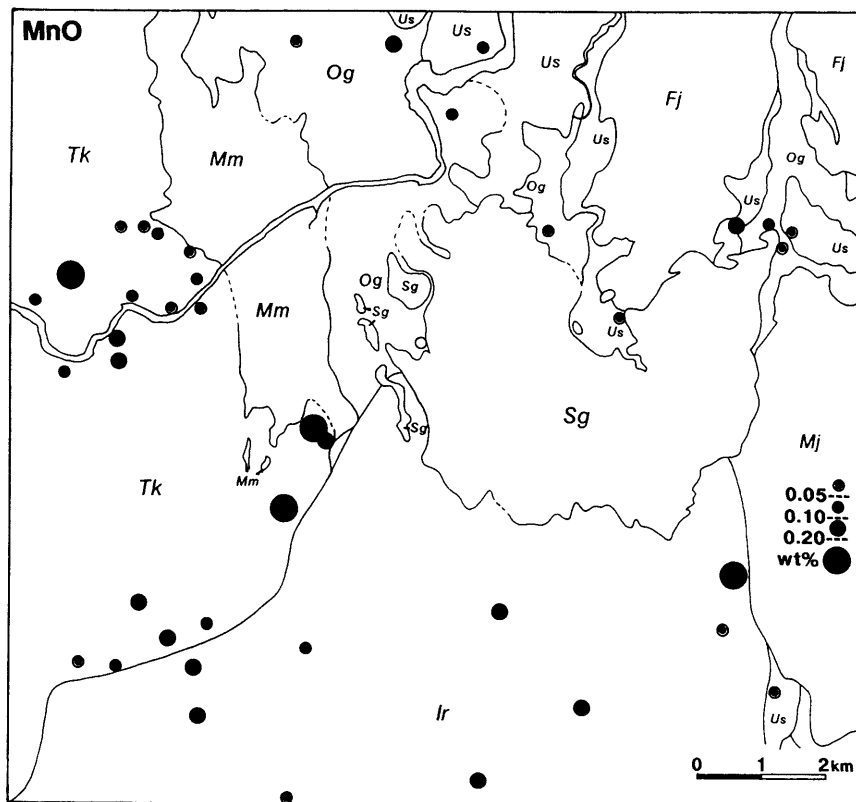 MnO
Us
Us
Us
Fj
Og
Fj
Us
Tk
Mm
Og
Og
Us
Us
Og
Sg
Mm
Sg
Us
Sg
Sg
Mj
Tk
Mm
0.05---
0.10---
0.20---
wt%
Ir
Us
0 1 2km